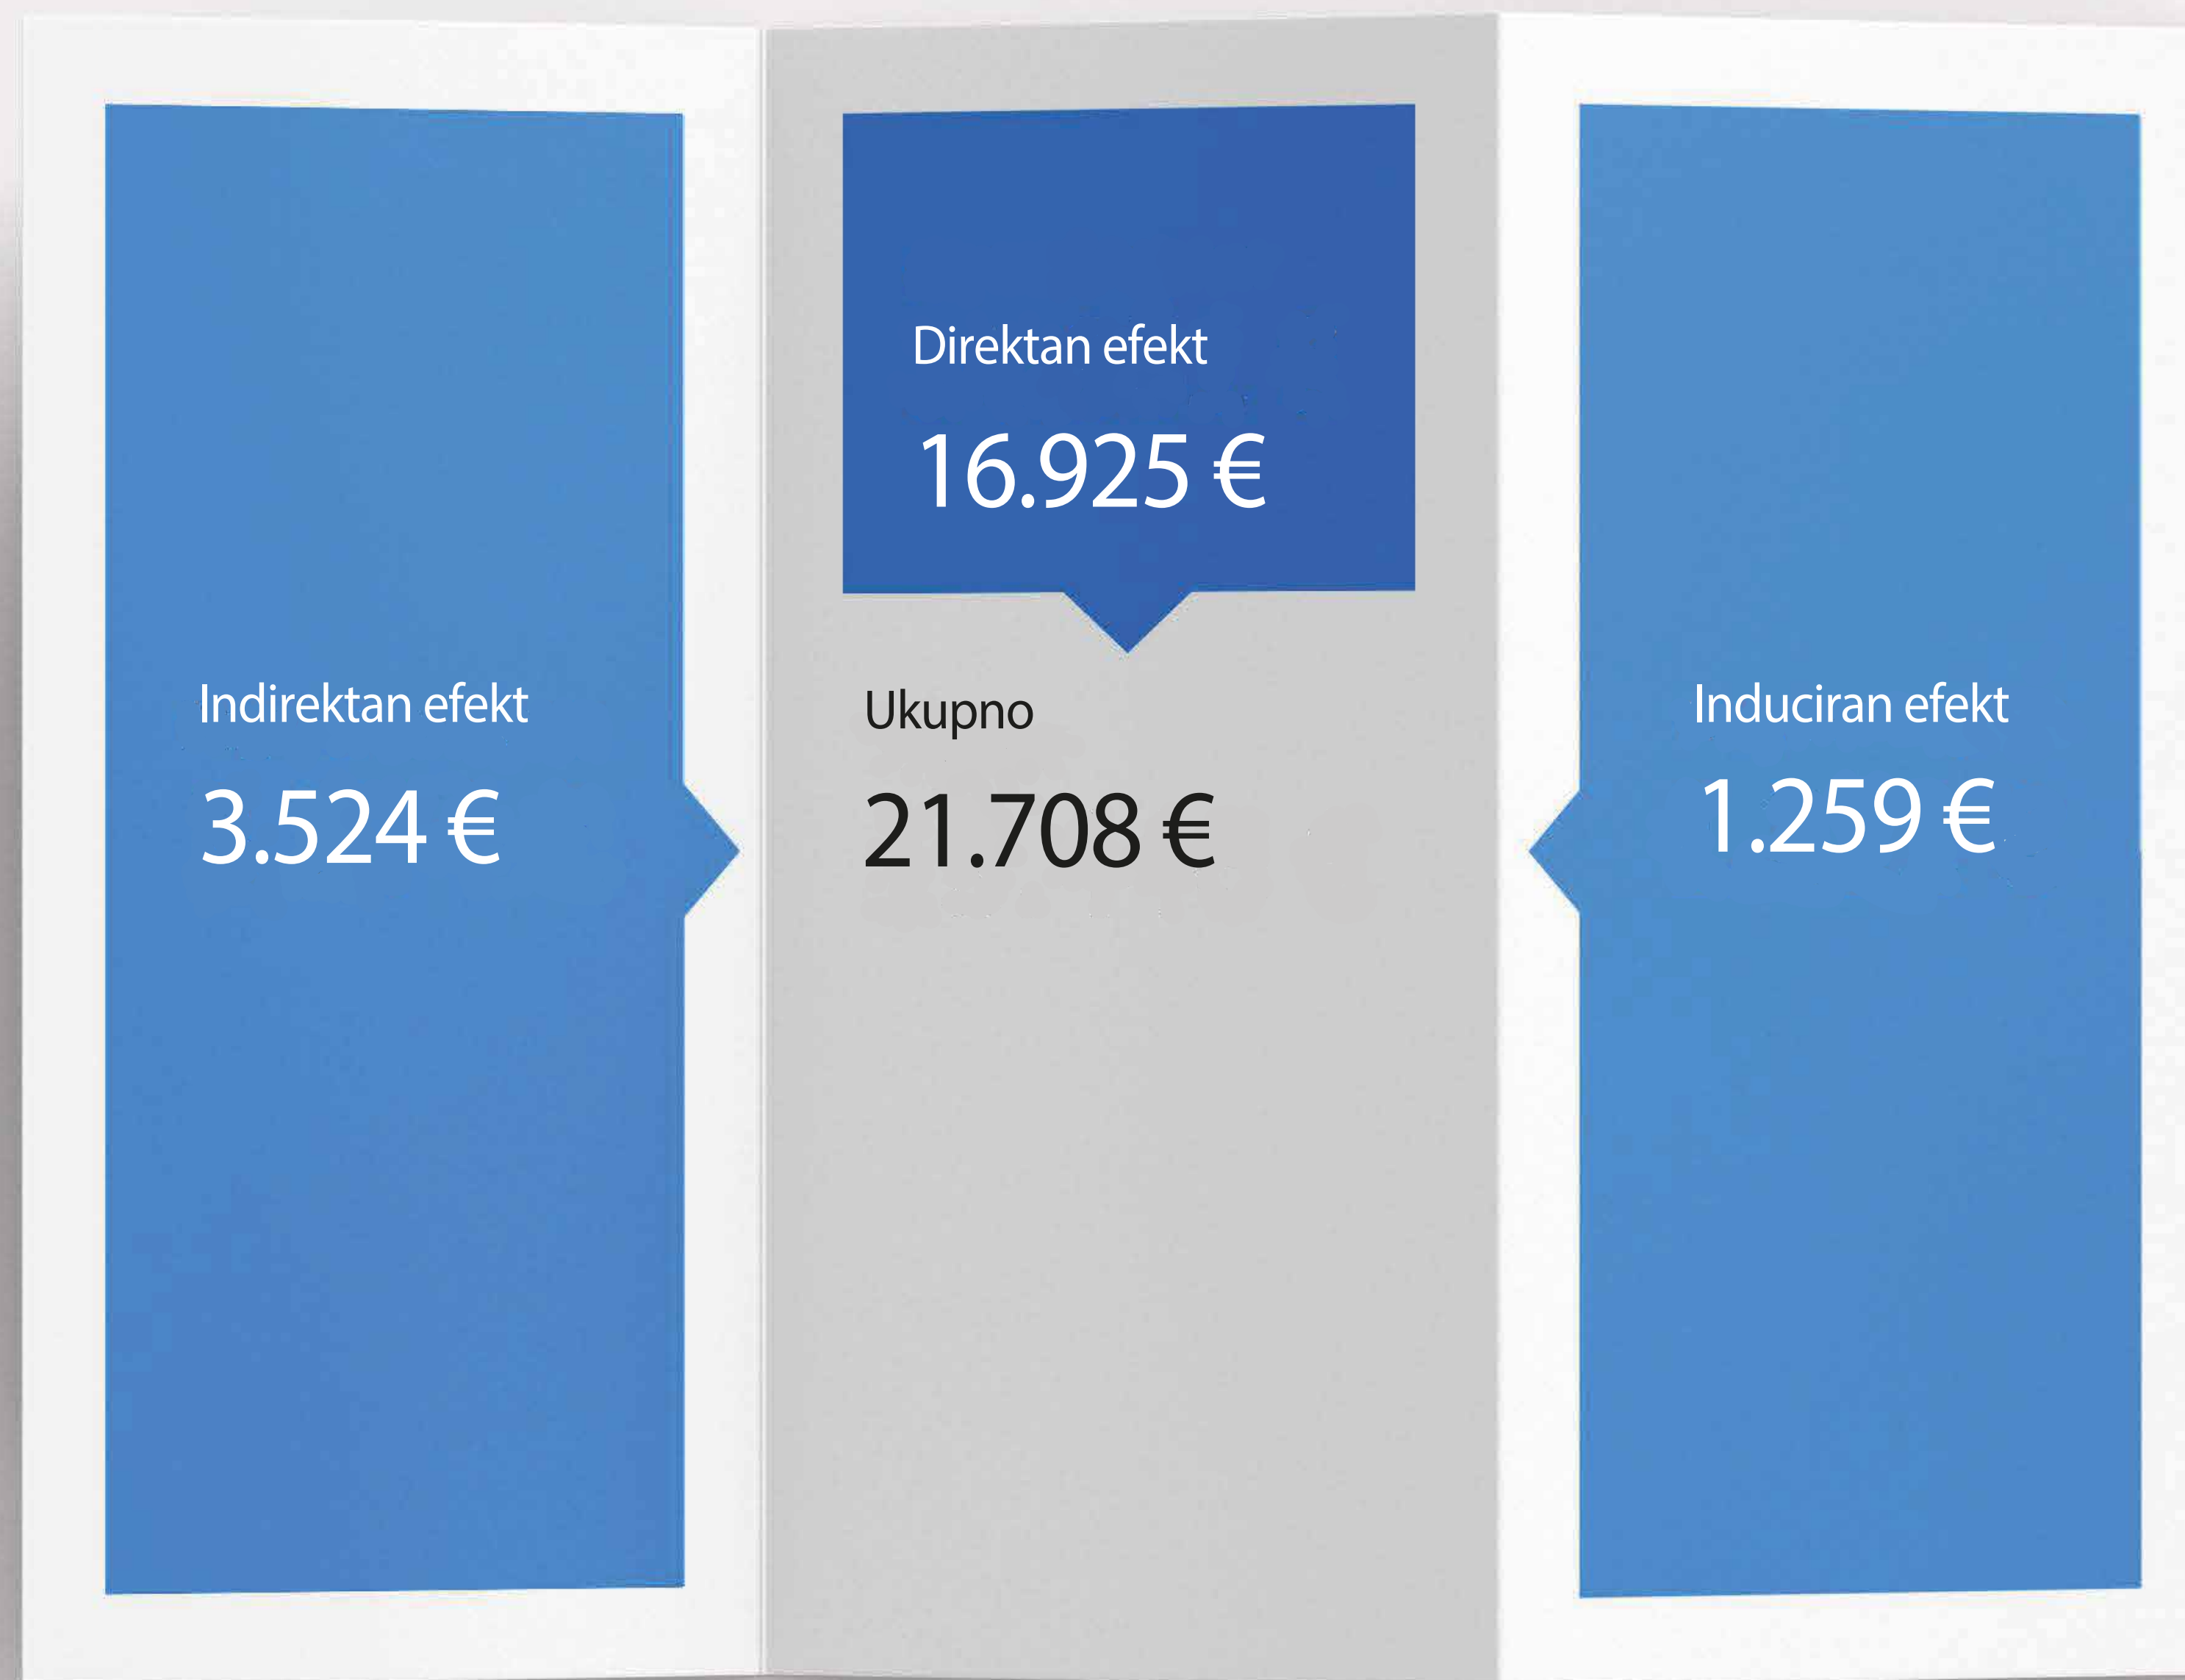 Indirektan efekt
3.524 €
Direktan efekt
16.925 €
Ukupno
21.708 €
Induciran efekt
1.259 €